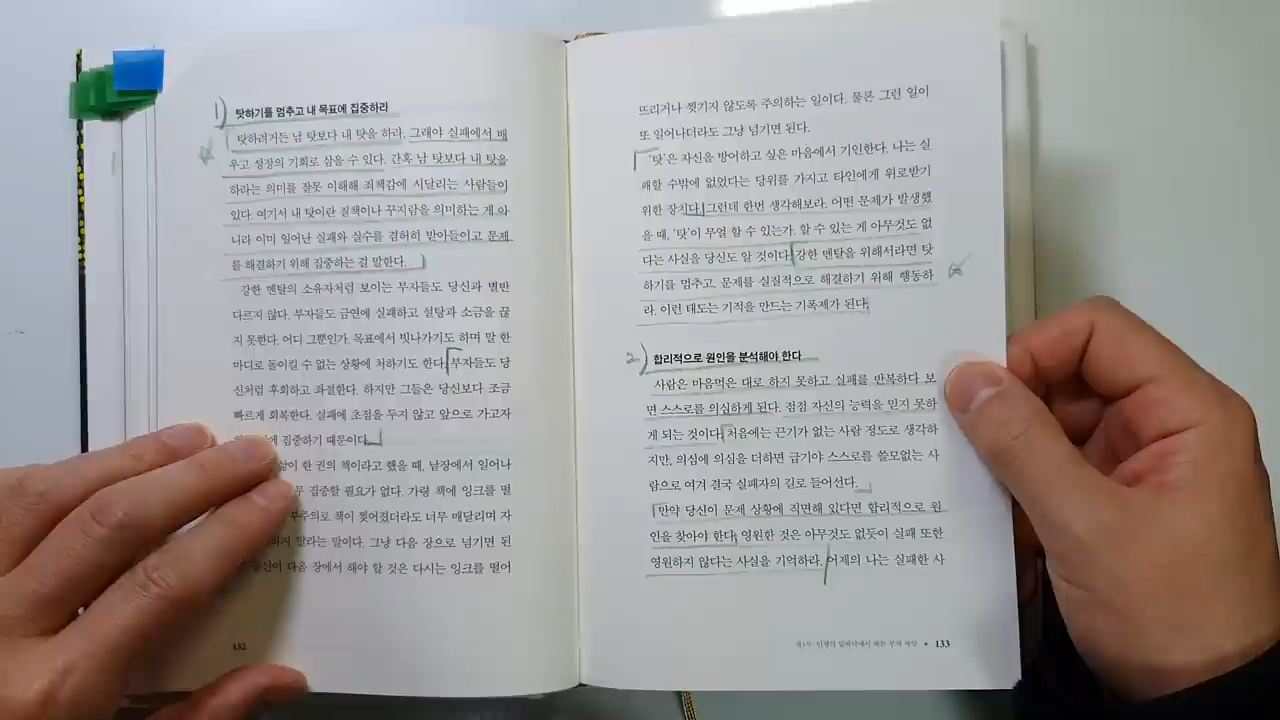 1)
탓하기를 멈추고 내 목표에 집중하라
탓하려거든 남 탓보다 내 탓을 하라. 그래야 실패에서 배
우고 성장의 기회로 삼을 수 있다. 간혹 남 탓보다 내 탓을
하라는 의미를 잘못 이해해 죄책감에 시달리는 사람들이
있다. 여기서 내 탓이란 질책이나 꾸지람을 의미하는 게 아
니라 이미 일어난 실패와 실수를 겸허히 받아들이고 문제
를 해결하기 위해 집중하는 걸 말한다.
강한 멘탈의 소유자처럼 보이는 부자들도 당신과 별반
다르지 않다. 부자들도 금연에 실패하고 설탕과 소금을 끊
지 못한다. 어디 그뿐인가. 목표에서 빗나가기도 하며 말 한
마디로 돌이킬 수 없는 상황에 처하기도 한다. 부자들도 당
신처럼 후회하고 좌절한다. 하지만 그들은 당신보다 조금
빠르게 회복한다. 실패에 초점을 두지 않고 앞으로 가고자
집중하기 때문이다.
한 권의 책이라고 했을 때, 낱장에서 일어나
집중할 필요가 없다. 가령 책에 잉크를 떨
부주의로 책이 찢어졌더라도 너무 매달리며 자
말라는 말이다. 그냥 다음 장으로 넘기면 된
다음 장에서 해야 할 것은 다시는 잉크를 떨어
132
뜨리거나 찢기지 않도록 주의하는 일이다. 물론 그런 일이
또 일어나더라도 그냥 넘기면 된다.
'탓'은 자신을 방어하고 싶은 마음에서 기인한다. 나는 실
패할 수밖에 없었다는 당위를 가지고 타인에게 위로받기
위한 장치다. 그런데 한번 생각해보라. 어떤 문제가 발생했
을 때, '탓'이 무얼 할 수 있는가. 할 수 있는 게 아무것도 없
다는 사실을 당신도 알 것이다. 강한 멘탈을 위해서라면 탓
하기를 멈추고, 문제를 실질적으로 해결하기 위해 행동하
라. 이런 태도는 기적을 만드는 기폭제가 된다.
2)
합리적으로 원인을 분석해야 한다
사람은 마음먹은 대로 하지 못하고 실패를 반복하다 보
면 스스로를 의심하게 된다. 점점 자신의 능력을 믿지 못하
게 되는 것이다. 처음에는 끈기가 없는 사람 정도로 생각하
지만, 의심에 의심을 더하면 급기야 스스로를 쓸모없는 사
람으로 여겨 결국 실패자의 길로 들어선다.
만약 당신이 문제 상황에 직면해 있다면 합리적으로 원
인을 찾아야 한다. 영원한 것은 아무것도 없듯이 실패 또한
영원하지 않다는 사실을 기억하라. 어제의 나는 실패한 사
인생의 밑바닥에서 • 133